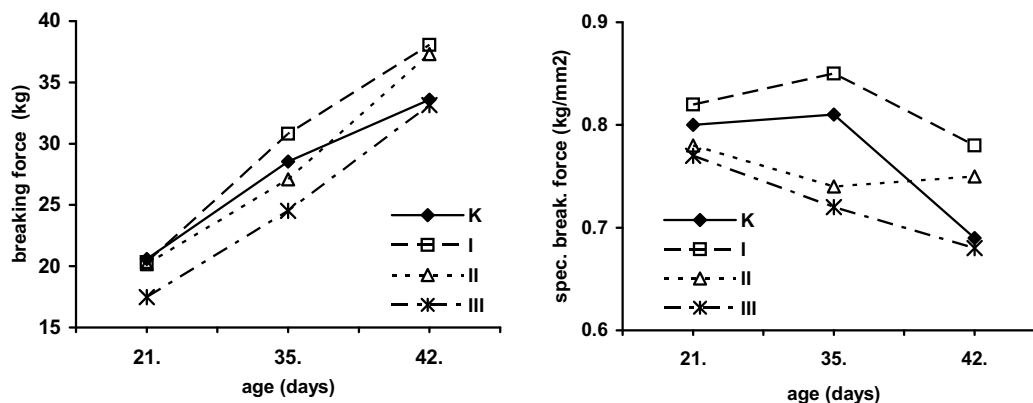 40
35
30
25
20
15
breaking force (kg)
K
I
II
III
21. 35. 42.
age (days)
0.9
0.8
0.7
0.6
spec. break. force (kg/mm2)
K
I
II
III
21. 35. 42.
age (days)